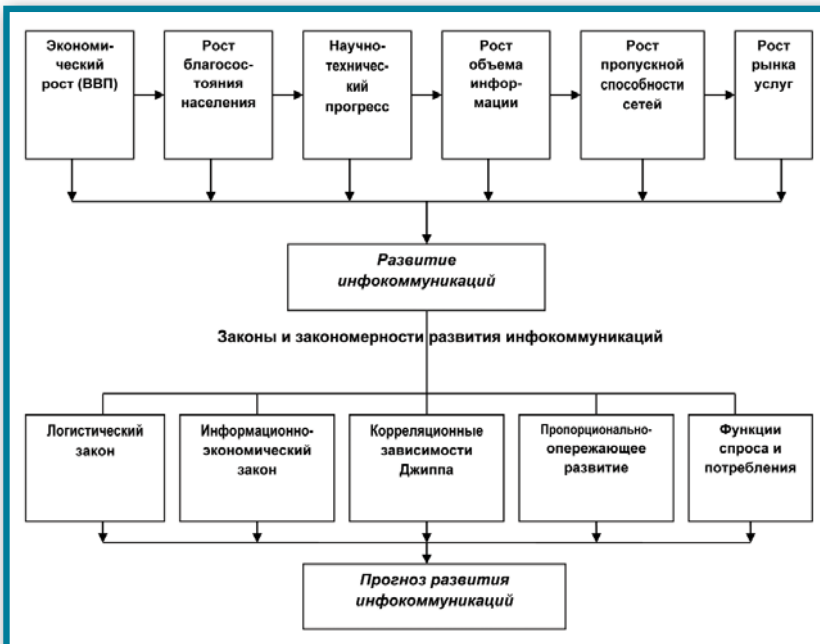 Экономи-
ческий
рост (ВВП)
Рост
благосос-
тояния
населения
Научно-
техничес-
кий
прогресс
Рост
объема
инфор-
мации
Рост
пропускной
способности
сетей
Рост
рынка
услуг
Развитие
инфокоммуникаций
Законы и закономерности развития инфокоммуникаций
Логистический
закон
Информационно-
экономический
закон
Корреляционные
зависимости
Джиппа
Пропорционально-
опережающее
развитие
Функции
спроса и
потребления
Прогноз развития
инфокоммуникаций